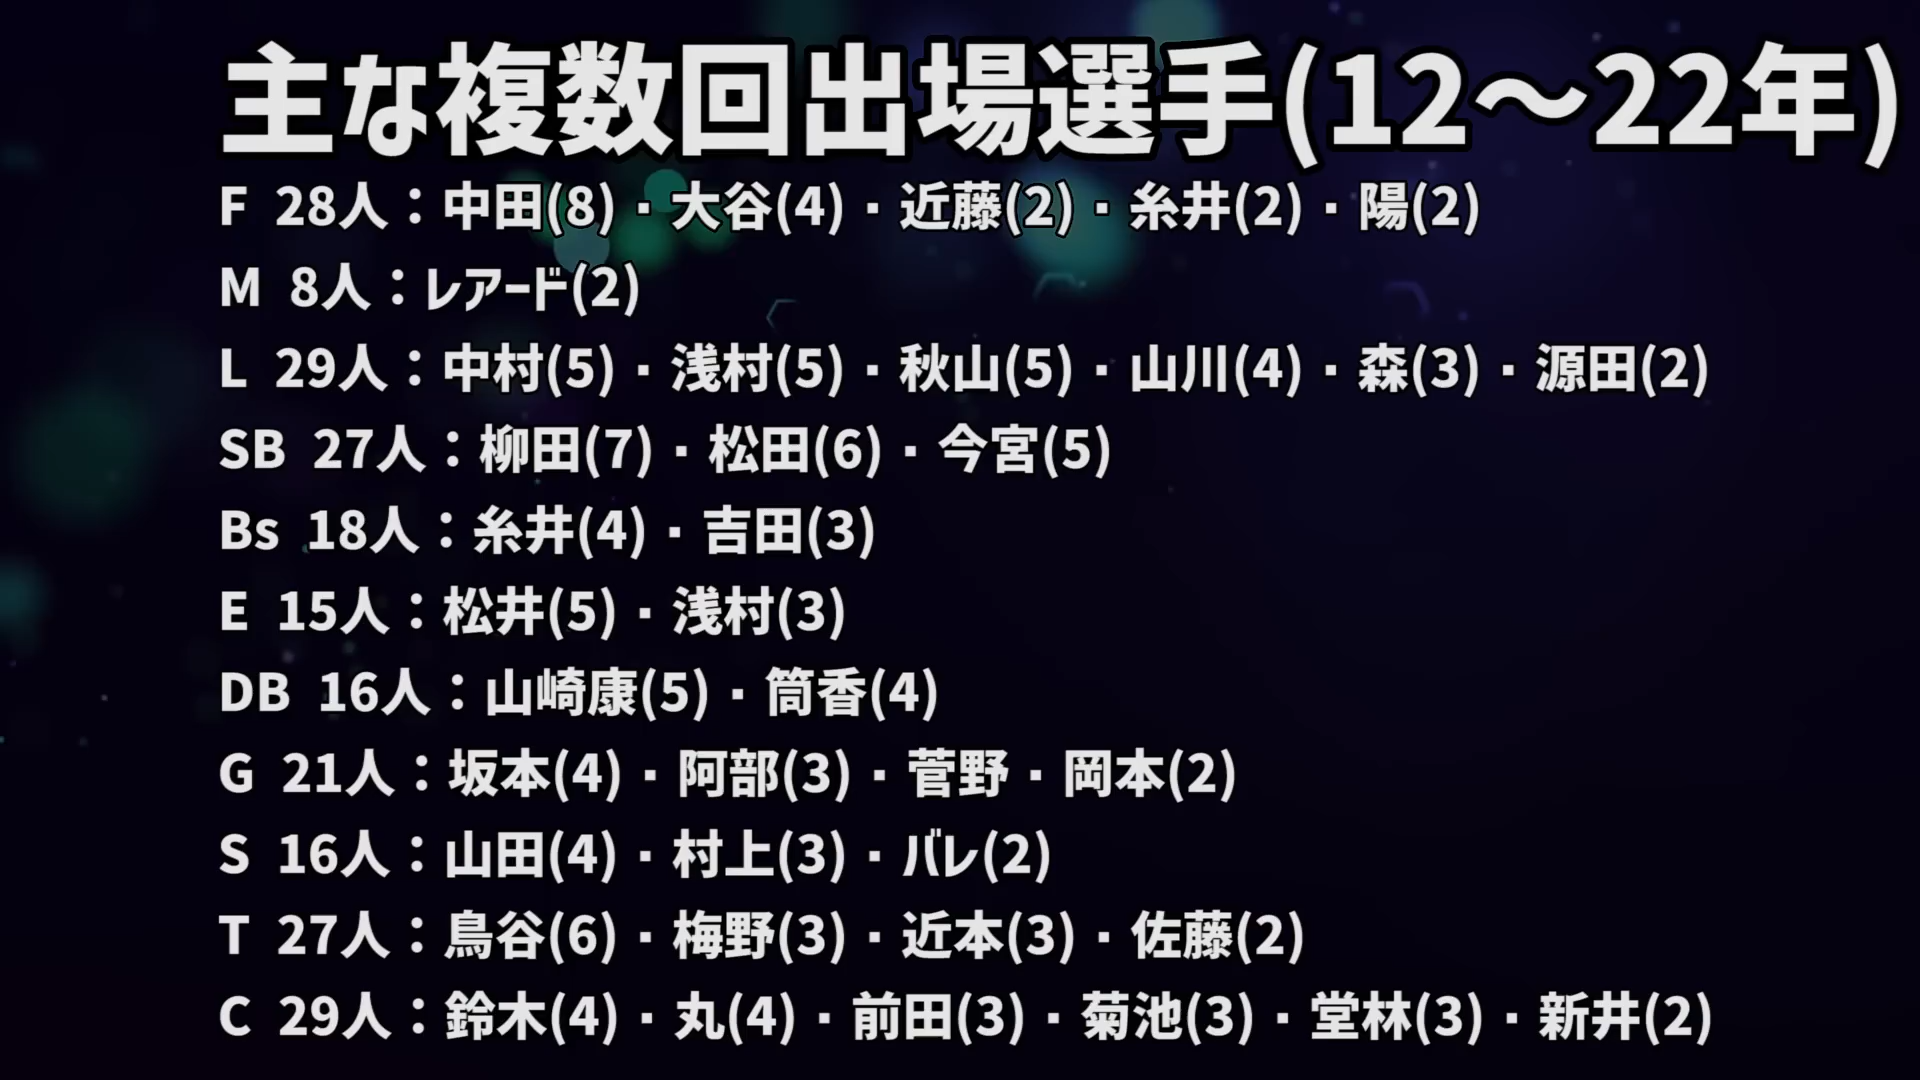 主な複数回出場選手(12～22年)
F 28人：中田(8)・大谷(4)・近藤(2)・糸井(2)・陽(2)
M 8人：レアード(2)
L 29人：中村(5)・浅村(5)・秋山(5)・山川(4)・森(3)・源田(2)
SB 27人：柳田(7)・松田(6)・今宮(5)
Bs 18人：糸井(4)・吉田(3)
E 15人：松井(5)・浅村(3)
DB 16人：山崎康(5)・筒香(4)
G 21人：坂本(4)・阿部(3)・菅野・岡本(2)
S 16人：山田(4)・村上(3)・バレ(2)
T 27人：鳥谷(6)・梅野(3)・近本(3)・佐藤(2)
C 29人：鈴木(4)・丸(4)・前田(3)・菊池(3)・堂林(3)・新井(2)